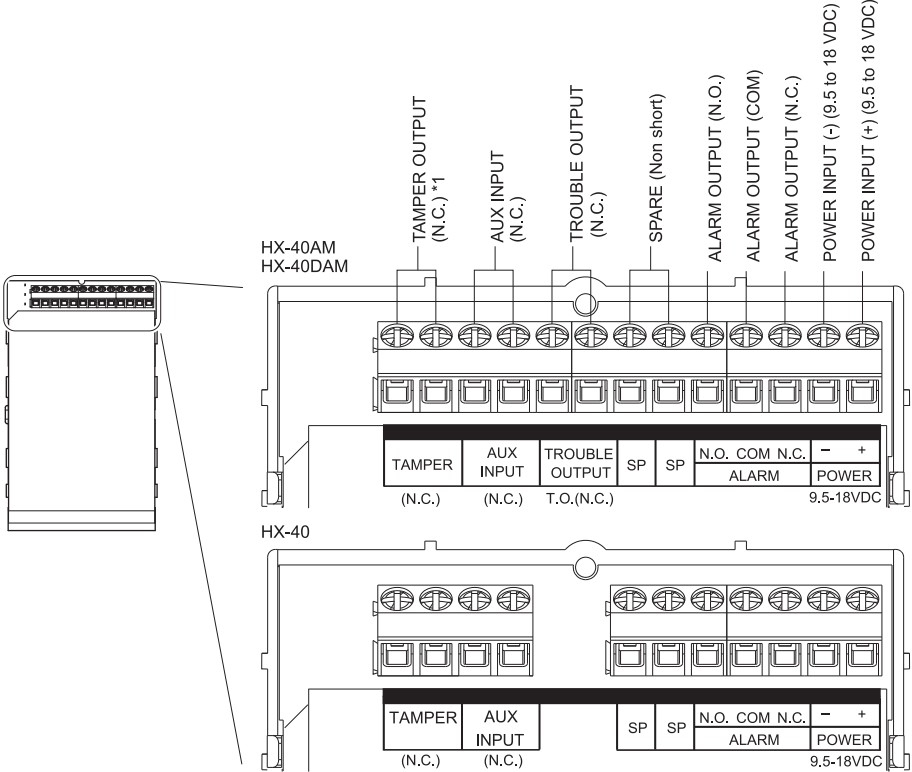 TAMPER OUTPUT
(N.C.) *1
AUX INPUT
(N.C.)
TROUBLE OUTPUT
(N.C.)
SPARE (Non short)
ALARM OUTPUT (N.O.)
ALARM OUTPUT (COM)
ALARM OUTPUT (N.C.)
POWER INPUT (-) (9.5 to 18 VDC)
POWER INPUT (+) (9.5 to 18 VDC)
HX-40AM
HX-40DAM
TAMPER
AUX
INPUT
TROUBLE
OUTPUT
SP
SP
N.O. COM N.C.
ALARM
– +
POWER
(N.C.)
(N.C.)
T.O.(N.C.)
9.5-18VDC
HX-40
TAMPER
AUX
INPUT
SP
SP
N.O. COM N.C.
ALARM
– +
POWER
(N.C.)
(N.C.)
9.5-18VDC